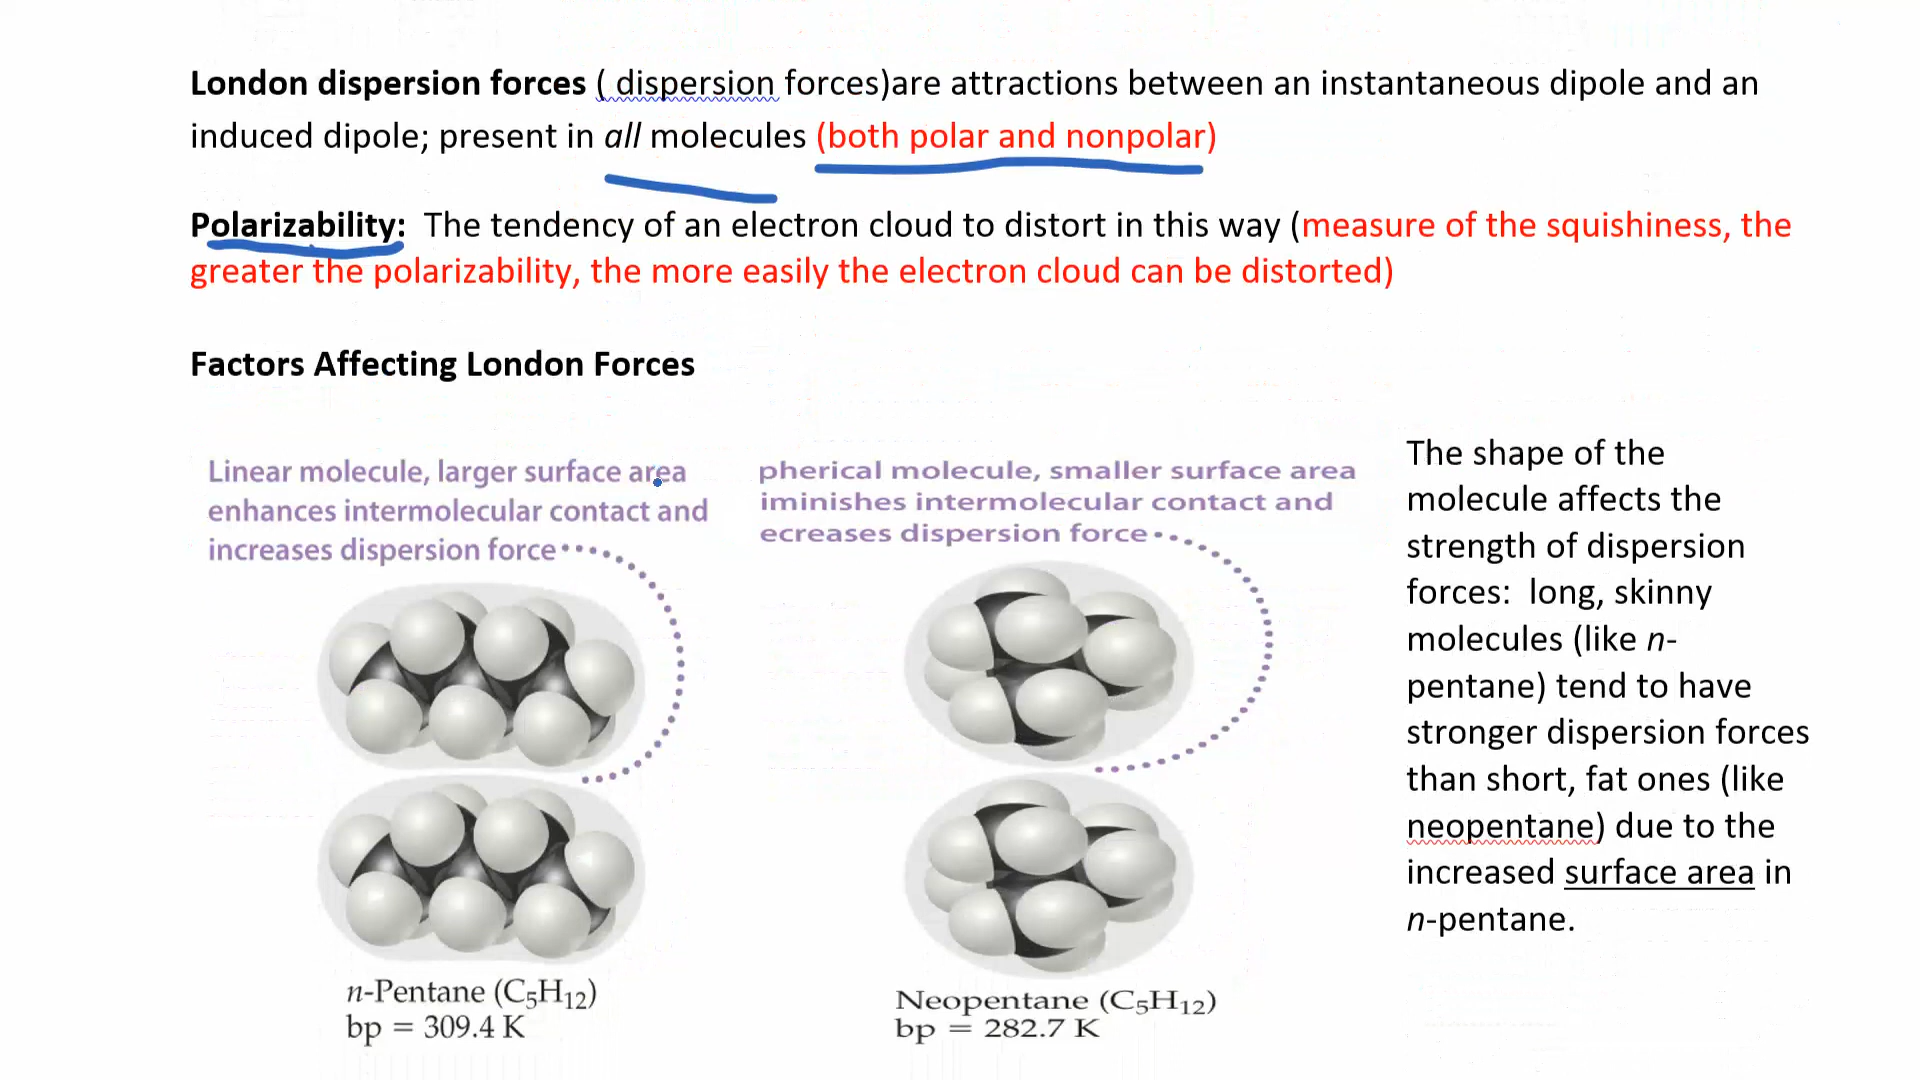 London dispersion forces ( dispersion forces)are attractions between an instantaneous dipole and an
induced dipole; present in all molecules (both polar and nonpolar)
Polarizability: The tendency of an electron cloud to distort in this way (measure of the squishiness, the
greater the polarizability, the more easily the electron cloud can be distorted)
Factors Affecting London Forces
Linear molecule, larger surface area
enhances intermolecular contact and
increases dispersion force
pherical molecule, smaller surface area
iminishes intermolecular contact and
ecreases dispersion force
The shape of the
molecule affects the
strength of dispersion
forces: long, skinny
molecules (like n-
pentane) tend to have
stronger dispersion forces
than short, fat ones (like
neopentane) due to the
increased surface area in
n-pentane.
n-Pentane (C₅H₁₂)
bp = 309.4 K
Neopentane (C₅H₁₂)
bp = 282.7 K